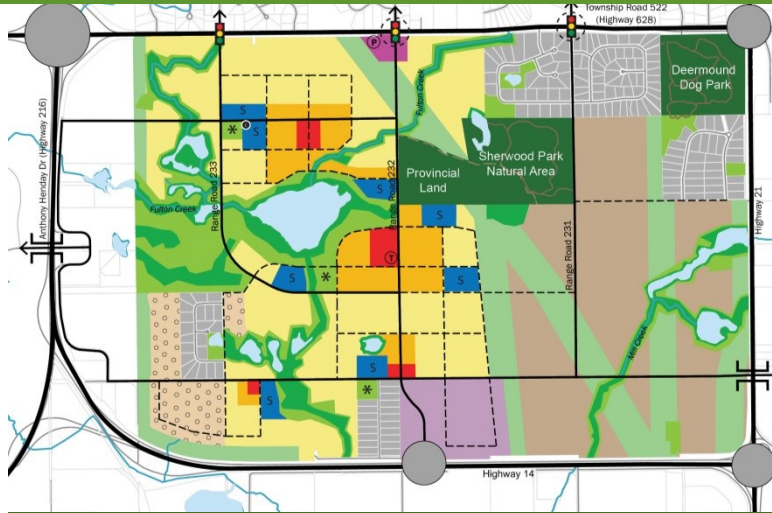 Township Road 522
(Highway 628)
P
Deermound
Dog Park
Fulton Creek
Anthony Henday Dr (Highway 216)
S
S
*
Range Road 233
Range Road 232
Provincial
Land
Sherwood Park
Natural Area
S
Fulton Creek
S
Range Road 231
Highway 21
T
S
*
S
Mill Creek
S
*
S
Highway 14